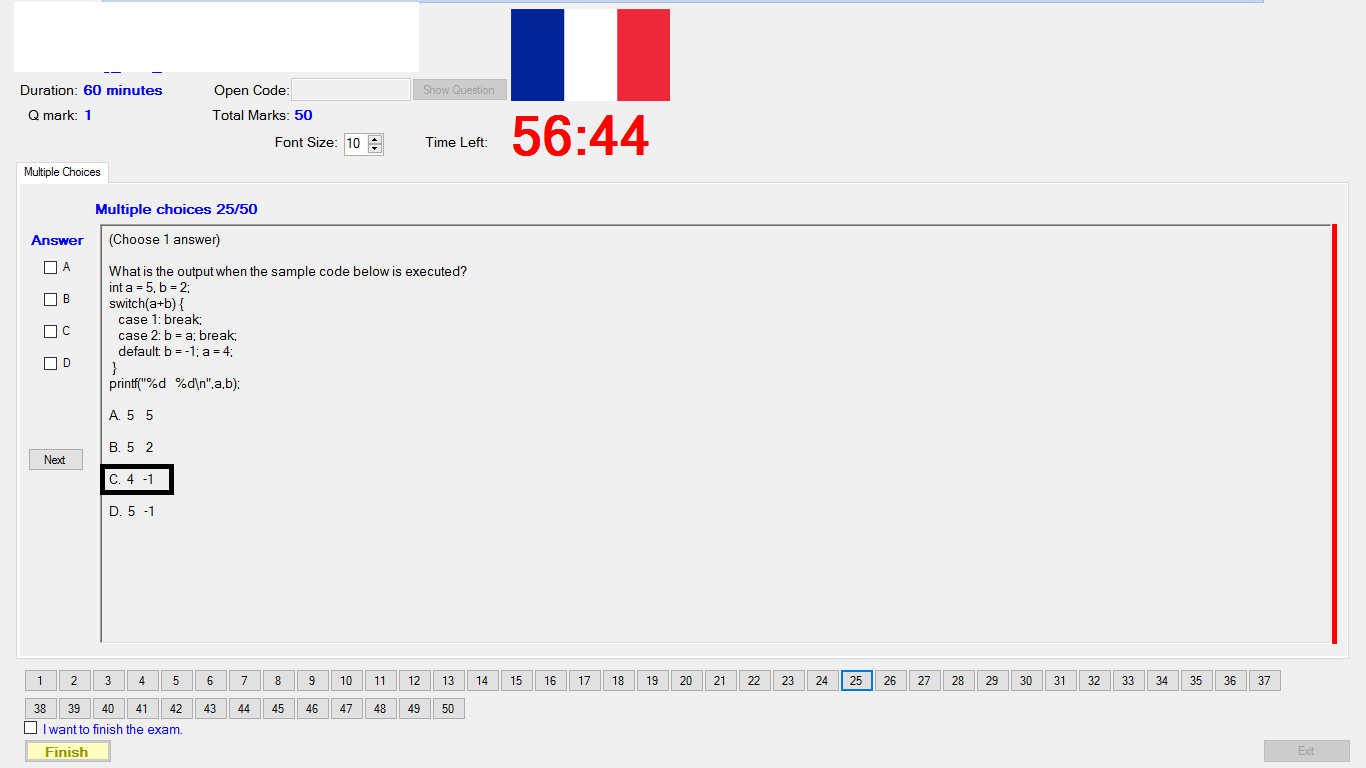 Duration: 60 minutes
Open Code:
Show Question
Q mark: 1
Total Marks: 50
Font Size: 10
Time Left: 56:44
Multiple Choices
Multiple choices 25/50
Answer
A
B
C
D
Next
(Choose 1 answer)
What is the output when the sample code below is executed?
int a = 5, b = 2;
switch(a+b) {
case 1: break;
case 2: b = a; break;
default: b = -1; a = 4;
}
printf("%d   %d\n",a,b);
A. 5   5
B. 5   2
C. 4   -1
D. 5   -1
1 2 3 4 5 6 7 8 9 10 11 12 13 14 15 16 17 18 19 20 21 22 23 24 25 26 27 28 29 30 31 32 33 34 35 36 37
38 39 40 41 42 43 44 45 46 47 48 49 50
I want to finish the exam.
Finish
Exit